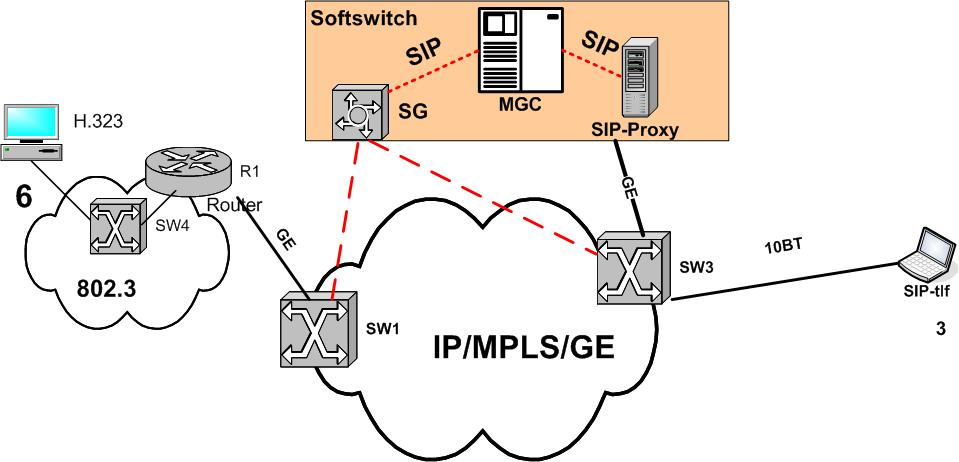 Softswitch
SIP
SIP
MGC
SG
SIP-Proxy
H.323
6
R1
Router
SW4
802.3
GE
GE
SW1
SW3
10BT
SIP-tlf
3
IP/MPLS/GE